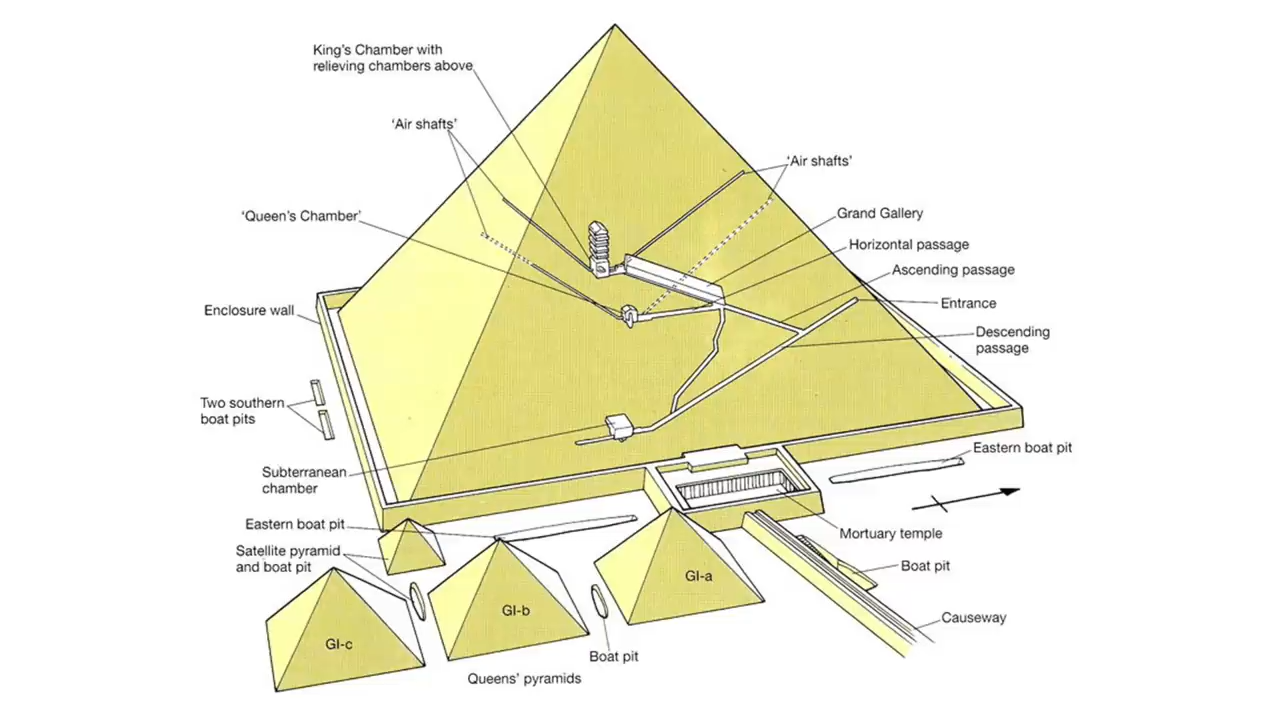 King's Chamber with
relieving chambers above
'Air shafts'
'Air shafts'
'Queen's Chamber'
Grand Gallery
Horizontal passage
Ascending passage
Entrance
Enclosure wall
Descending
passage
Two southern
boat pits
Eastern boat pit
Subterranean
chamber
Eastern boat pit
Mortuary temple
Satellite pyramid
and boat pit
Boat pit
GI-a
GI-b
Causeway
GI-c
Boat pit
Queens' pyramids